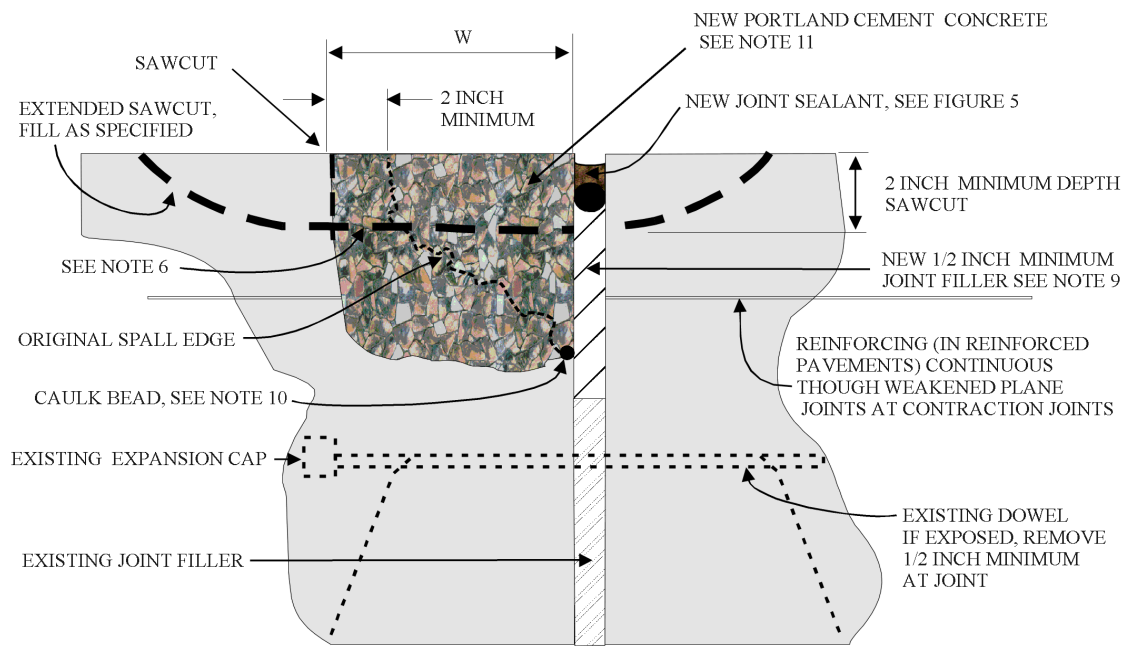 NEW PORTLAND CEMENT CONCRETE
SEE NOTE 11
W
SAWCUT
2 INCH
MINIMUM
NEW JOINT SEALANT, SEE FIGURE 5
EXTENDED SAWCUT,
FILL AS SPECIFIED
2 INCH MINIMUM DEPTH
SAWCUT
SEE NOTE 6
NEW 1/2 INCH MINIMUM
JOINT FILLER SEE NOTE 9
ORIGINAL SPALL EDGE
REINFORCING (IN REINFORCED
PAVEMENTS) CONTINUOUS
THOUGH WEAKENED PLANE
JOINTS AT CONTRACTION JOINTS
CAULK BEAD, SEE NOTE 10
EXISTING EXPANSION CAP
EXISTING DOWEL
IF EXPOSED, REMOVE
1/2 INCH MINIMUM
AT JOINT
EXISTING JOINT FILLER